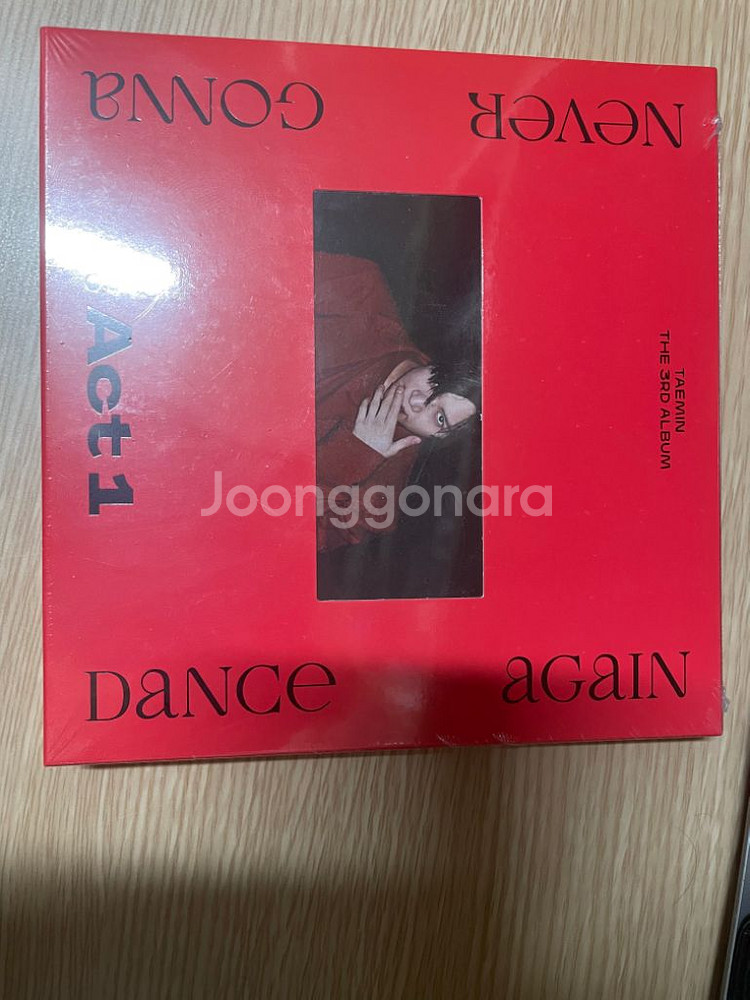 NEVER
GONNA
DANCE
AGAIN
TAEMIN
THE 3RD ALBUM
: Act 1
Joonggonara